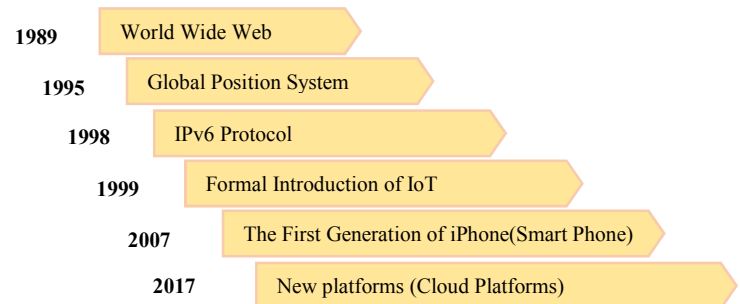 1989 World Wide Web
1995 Global Position System
1998 IPv6 Protocol
1999 Formal Introduction of IoT
2007 The First Generation of iPhone(Smart Phone)
2017 New platforms (Cloud Platforms)